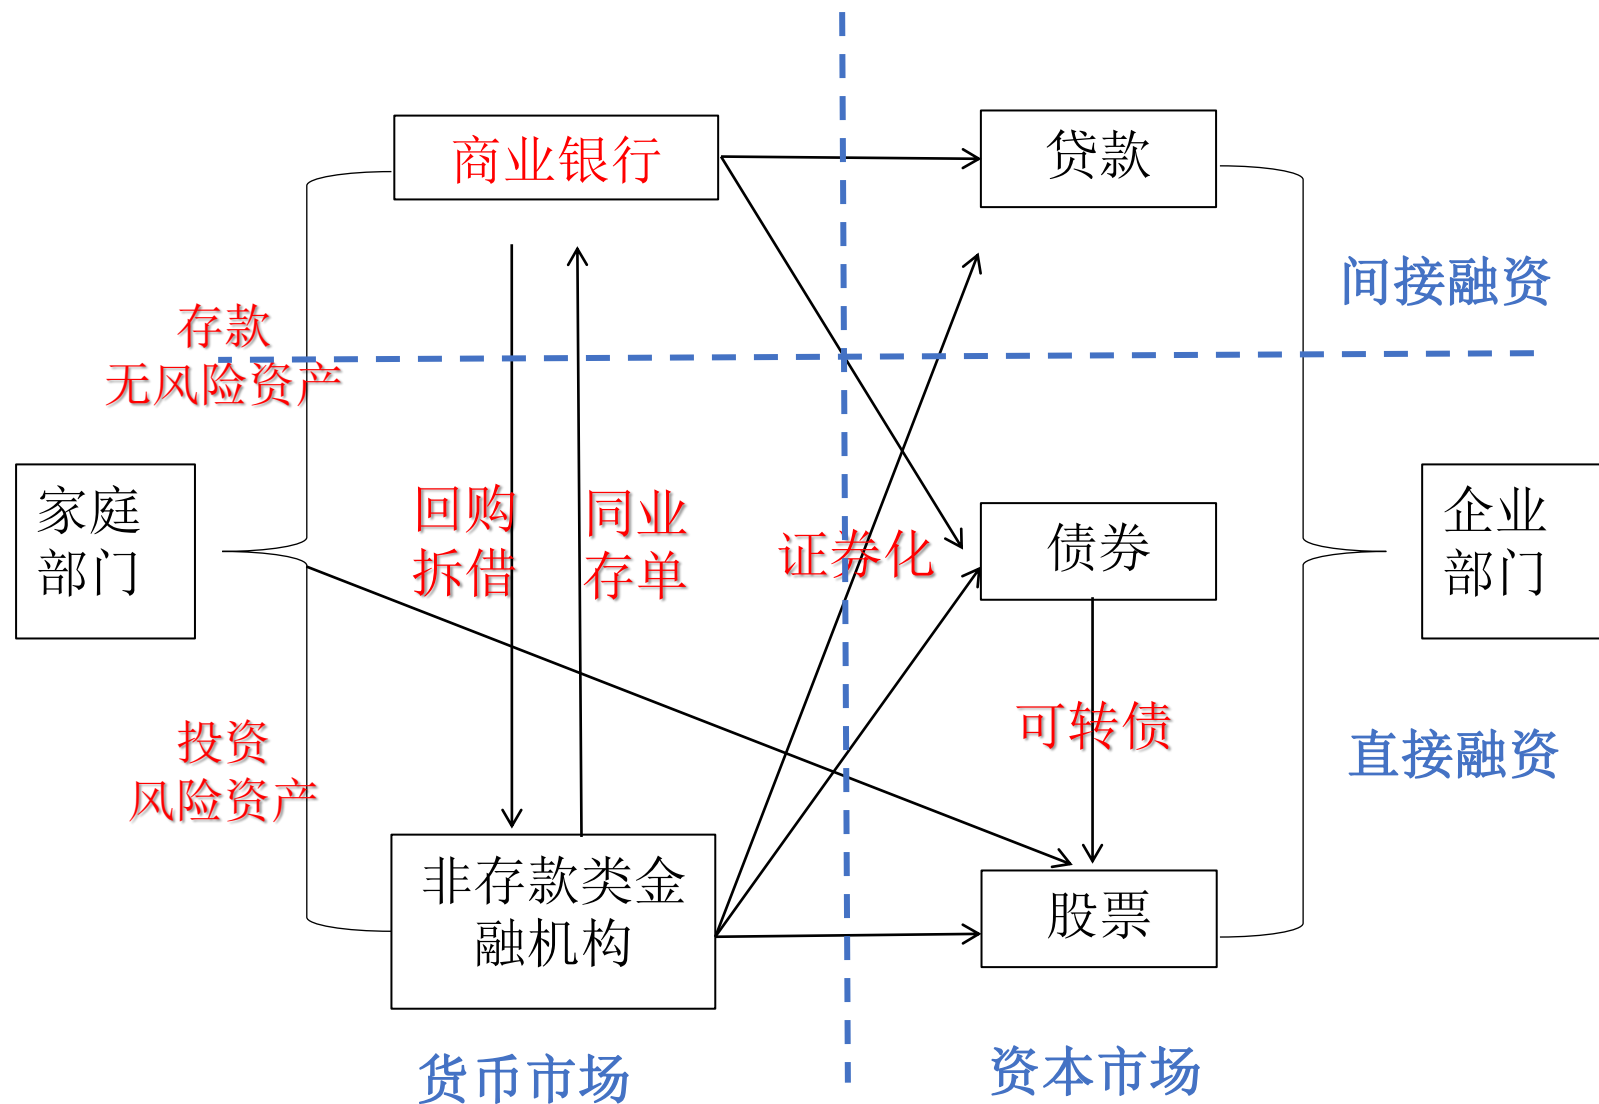 商业银行
贷款
间接融资
存款
无风险资产
家庭
部门
回购
拆借
同业
存单
证券化
债券
企业
部门
投资
风险资产
可转债
直接融资
非存款类金
融机构
股票
货币市场
资本市场